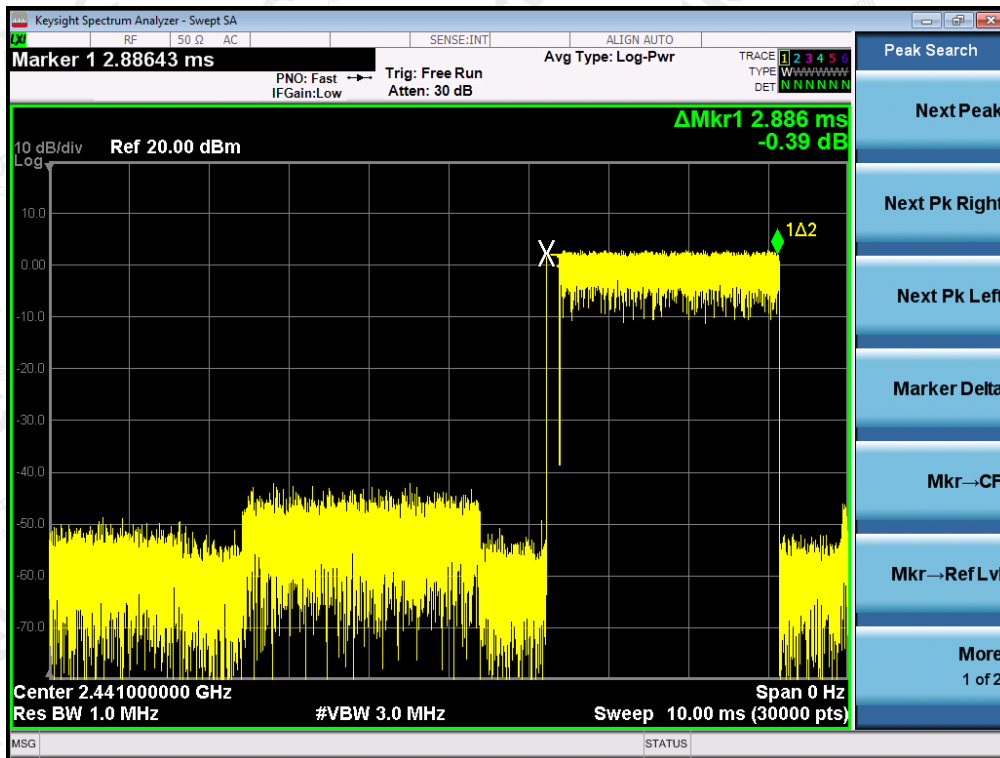 Keysight Spectrum Analyzer - Swept SA
LXI RF 50 Ω AC SENSE:INT ALIGN AUTO
Marker 1 2.88643 ms
PNO: Fast
IFGain:Low
Trig: Free Run
Atten: 30 dB
Avg Type: Log-Pwr
TRACE 1 2 3 4 5 6
TYPE W W W W W W
DET N N N N N N
ΔMkr1 2.886 ms
-0.39 dB
10 dB/div
Log
Ref 20.00 dBm
10.0
0.00
-10.0
-20.0
-30.0
-40.0
-50.0
-60.0
-70.0
X
1Δ2
Center 2.441000000 GHz
Span 0 Hz
Res BW 1.0 MHz
#VBW 3.0 MHz
Sweep 10.00 ms (30000 pts)
MSG
STATUS
Peak Search
Next Peak
Next Pk Right
Next Pk Left
Marker Delta
Mkr→CF
Mkr→Ref Lvl
More
1 of 2